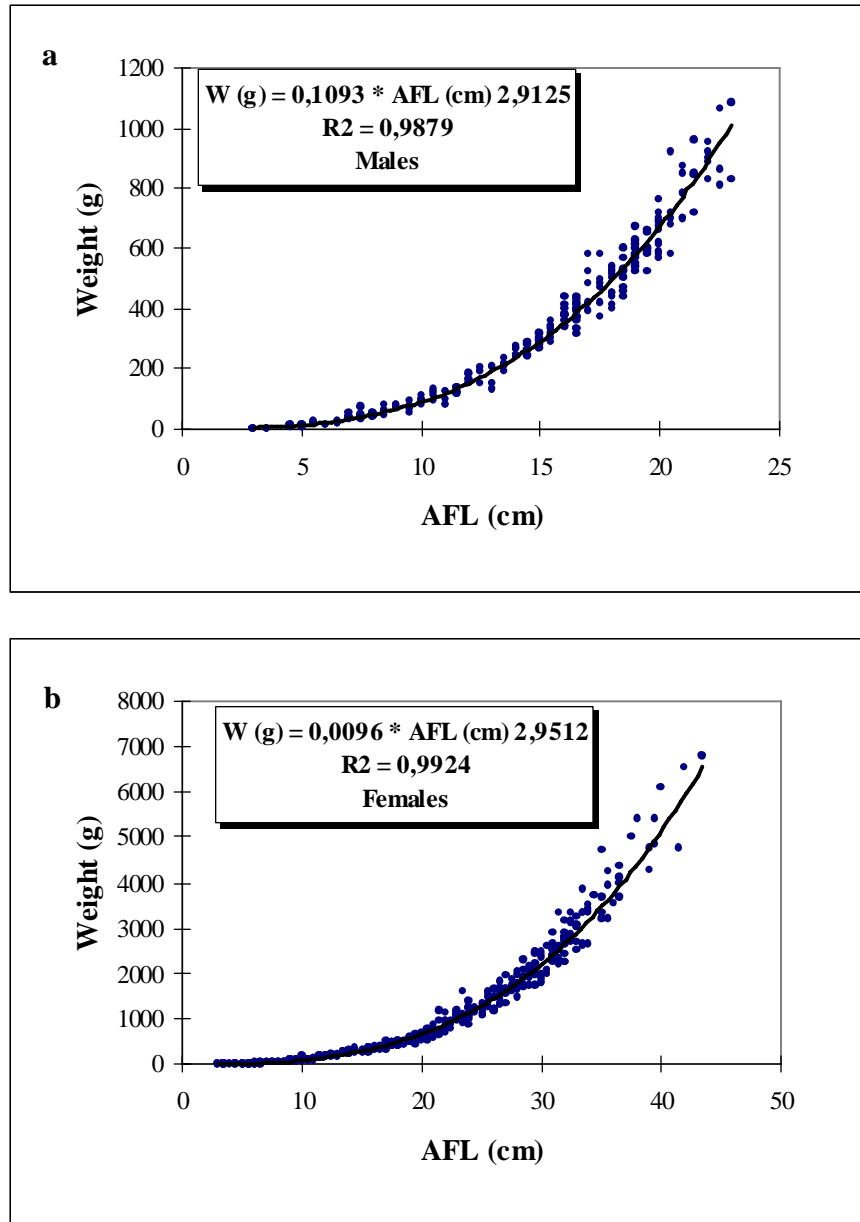 a
W (g) = 0,1093 * AFL (cm) 2,9125
R2 = 0,9879
Males
1200
1000
800
600
400
200
0
Weight (g)
0 5 10 15 20 25
AFL (cm)
b
W (g) = 0,0096 * AFL (cm) 2,9512
R2 = 0,9924
Females
8000
7000
6000
5000
4000
3000
2000
1000
0
Weight (g)
0 10 20 30 40 50
AFL (cm)